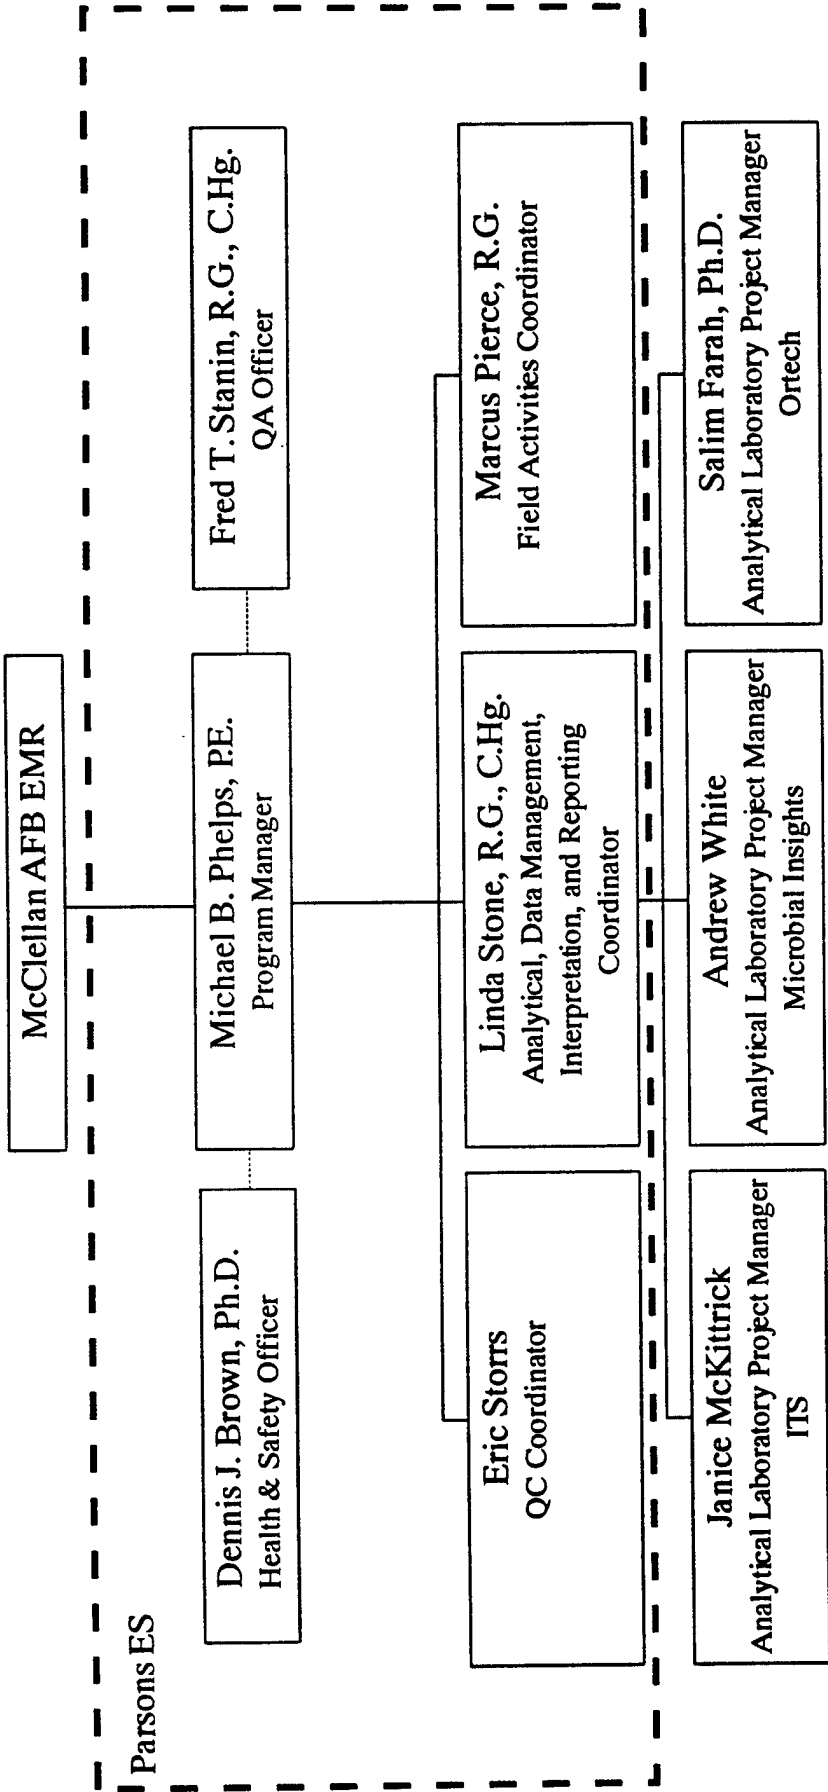 McClellan AFB EMR
Parsons ES
Dennis J. Brown, Ph.D.
Health & Safety Officer
Michael B. Phelps, P.E.
Program Manager
Fred T. Stanin, R.G., C.Hg.
QA Officer
Eric Storrs
QC Coordinator
Linda Stone, R.G., C.Hg.
Analytical, Data Management,
Interpretation, and Reporting
Coordinator
Marcus Pierce, R.G.
Field Activities Coordinator
Janice McKittrick
Analytical Laboratory Project Manager
ITS
Andrew White
Analytical Laboratory Project Manager
Microbial Insights
Salim Farah, Ph.D.
Analytical Laboratory Project Manager
Ortech